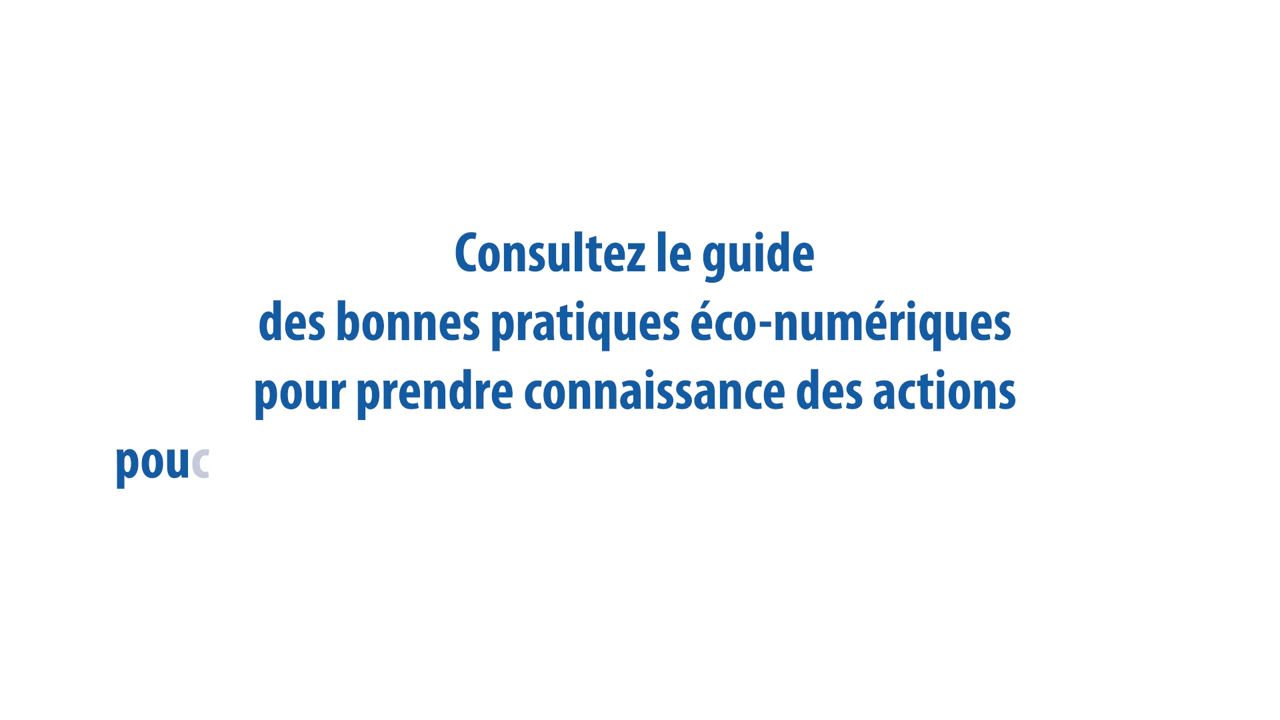 Consultez le guide
des bonnes pratiques éco-numériques
pour prendre connaissance des actions
pouc